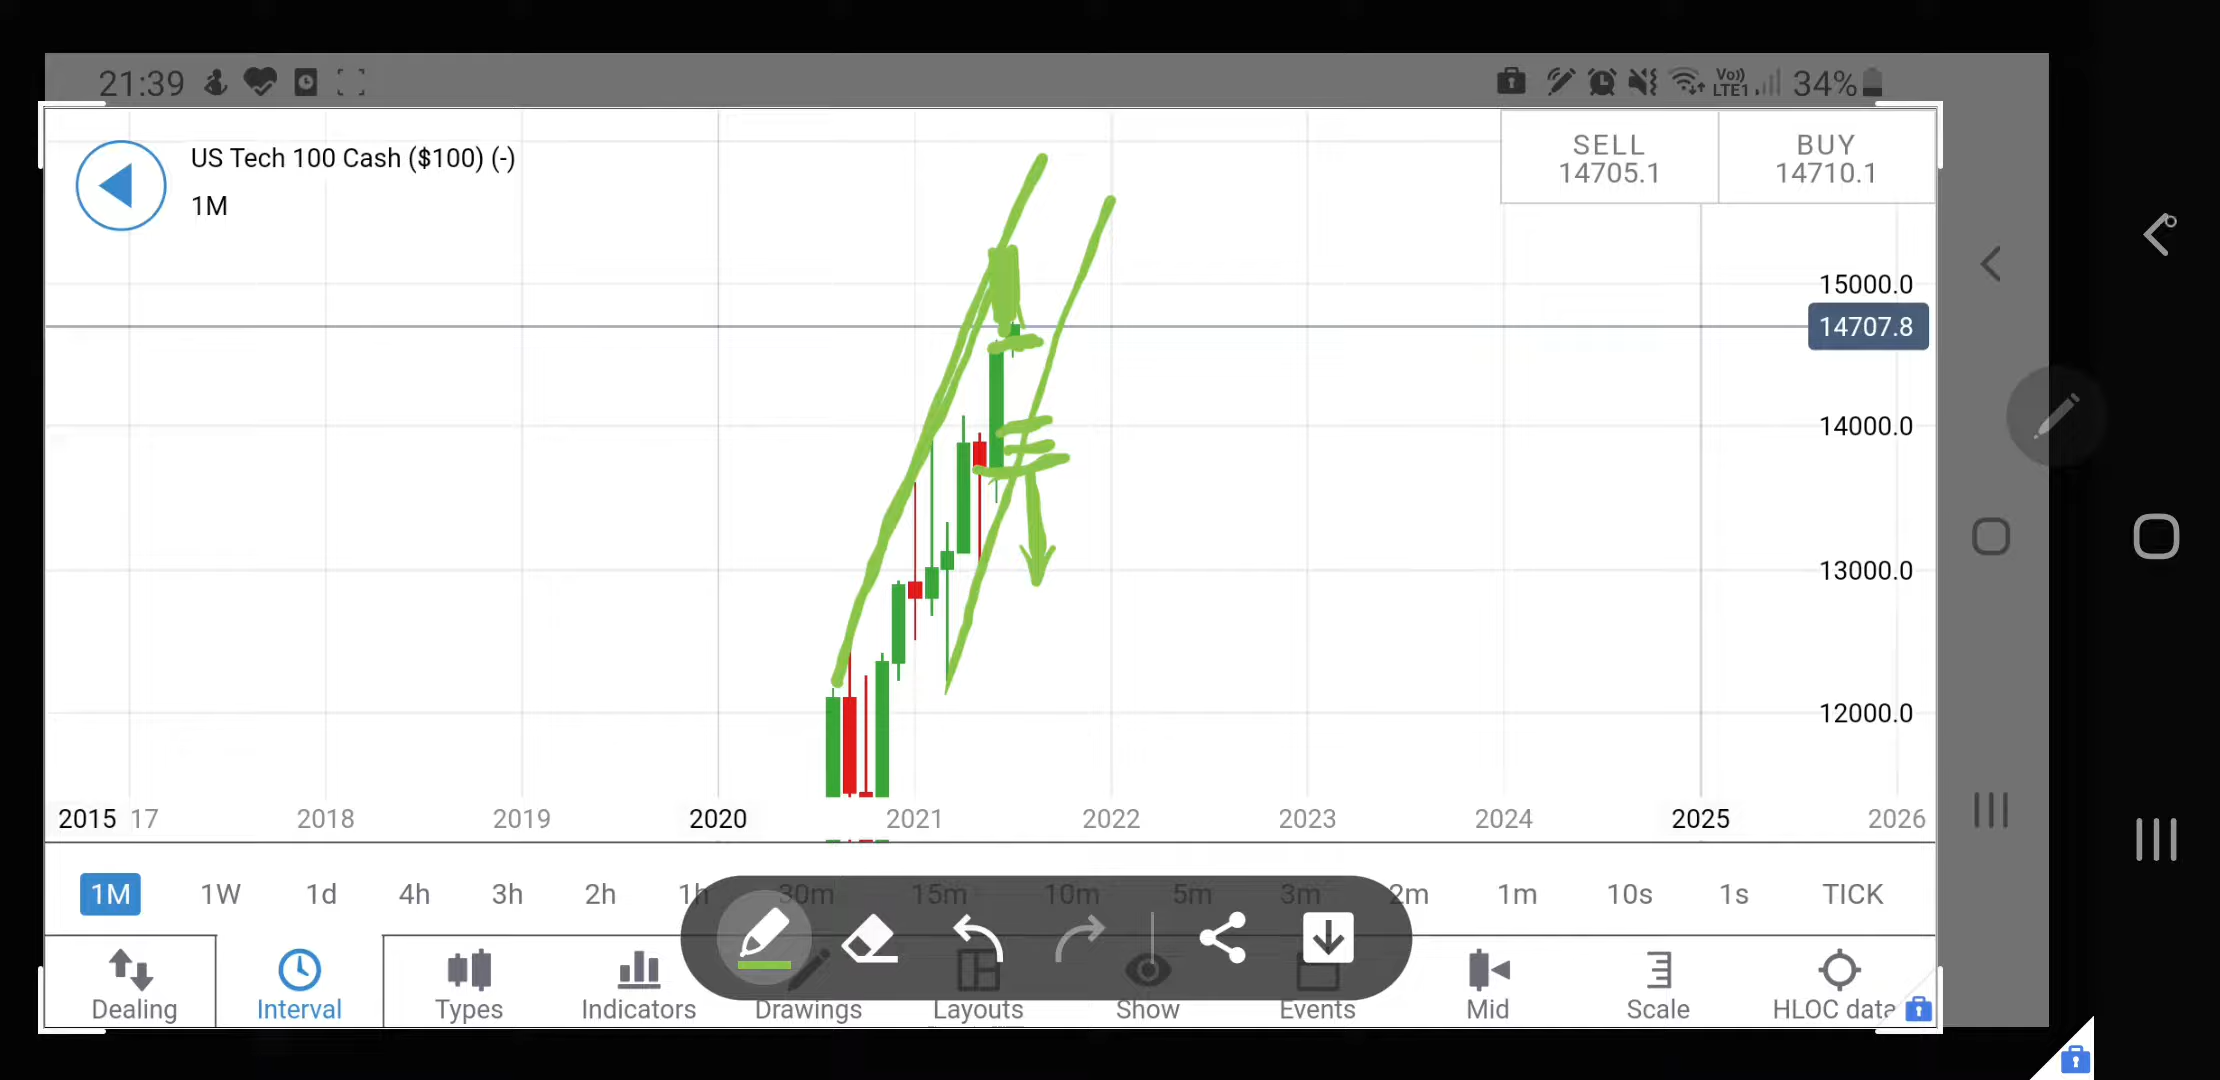 21:39
Vo)) LTE1 34%
US Tech 100 Cash ($100) (-)
1M
SELL BUY
14705.1 14710.1
15000.0
14707.8
14000.0
13000.0
12000.0
2015 17 2018 2019 2020 2021 2022 2023 2024 2025 2026
1M 1W 1d 4h 3h 2h 1h 30m 15m 10m 5m 3m 2m 1m 10s 1s TICK
Dealing Interval Types Indicators Drawings Layouts Show Events Mid Scale HLOC data